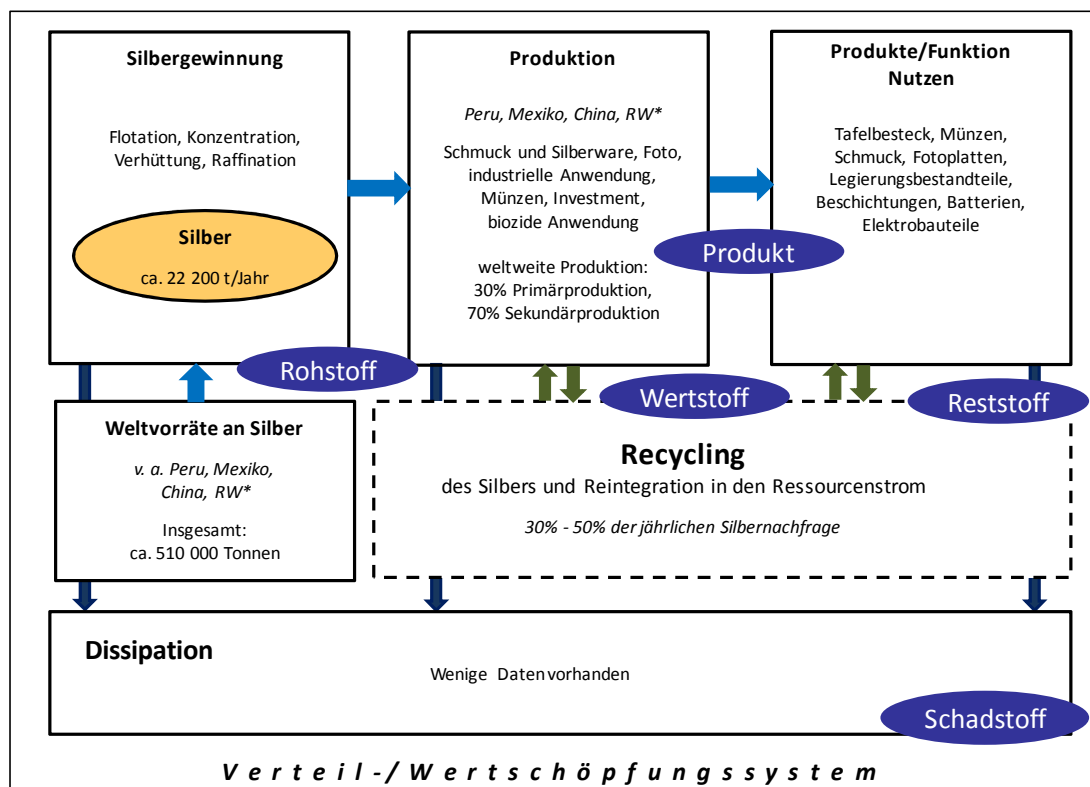 Silbergewinnung
Flotation, Konzentration,
Verhüttung, Raffination
Silber
ca. 22 200 t/Jahr
Produktion
Peru, Mexiko, China, RW*
Schmuck und Silberware, Foto,
industrielle Anwendung,
Münzen, Investment,
biozide Anwendung
weltweite Produktion:
30% Primärproduktion,
70% Sekundärproduktion
Produkte/Funktion
Nutzen
Tafelbesteck, Münzen,
Schmuck, Fotoplatten,
Legierungsbestandteile,
Beschichtungen, Batterien,
Elektrobauteile
Produkt
Rohstoff
Wertstoff
Reststoff
Weltvorräte an Silber
v. a. Peru, Mexiko,
China, RW*
Insgesamt:
ca. 510 000 Tonnen
Recycling
des Silbers und Reintegration in den Ressourcenstrom
30% - 50% der jährlichen Silbernachfrage
Dissipation
Wenige Daten vorhanden
Schadstoff
Verteil-/Wertschöpfungssystem